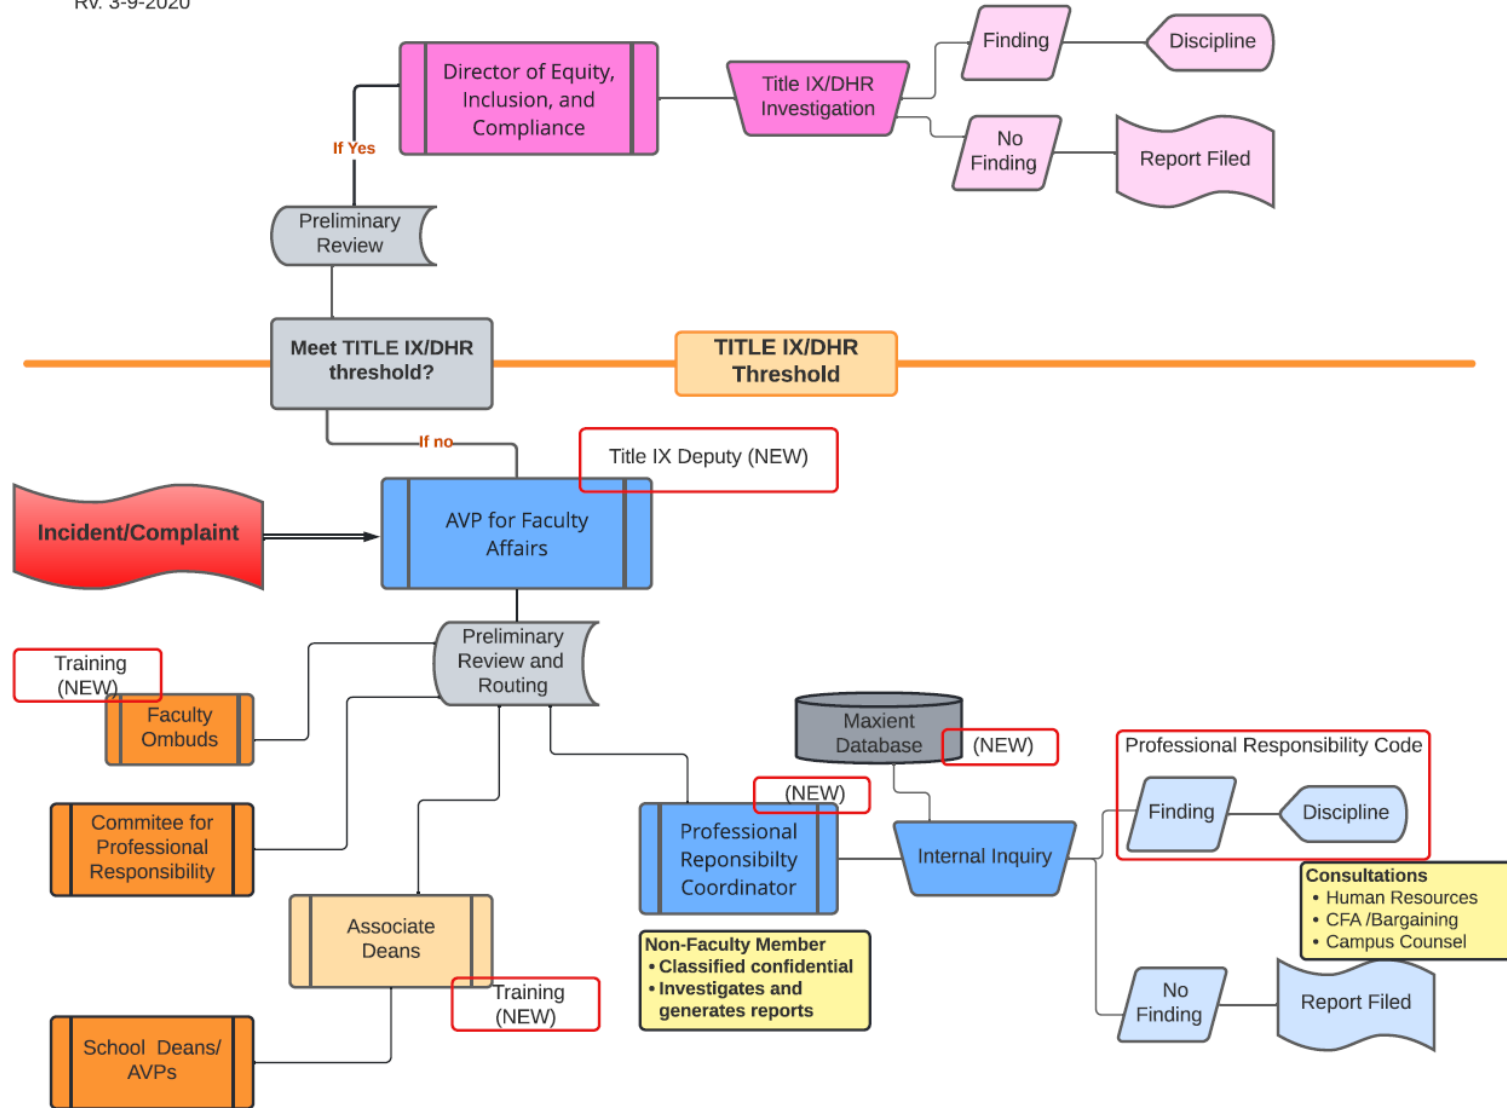 Rv. 3-9-2020
Director of Equity,
Inclusion, and
Compliance
Title IX/DHR
Investigation
Finding
Discipline
No
Finding
Report Filed
If Yes
Preliminary
Review
Meet TITLE IX/DHR
threshold?
TITLE IX/DHR
Threshold
If no
Title IX Deputy (NEW)
Incident/Complaint
AVP for Faculty
Affairs
Preliminary
Review and
Routing
Training
(NEW)
Faculty
Ombuds
Commitee for
Professional
Responsibility
Associate
Deans
Training
(NEW)
School Deans/
AVPs
Maxient
Database
(NEW)
(NEW)
Professional
Reponsibilty
Coordinator
Internal Inquiry
Professional Responsibility Code
Finding
Discipline
Consultations
• Human Resources
• CFA /Bargaining
• Campus Counsel
Non-Faculty Member
• Classified confidential
• Investigates and
generates reports
No
Finding
Report Filed